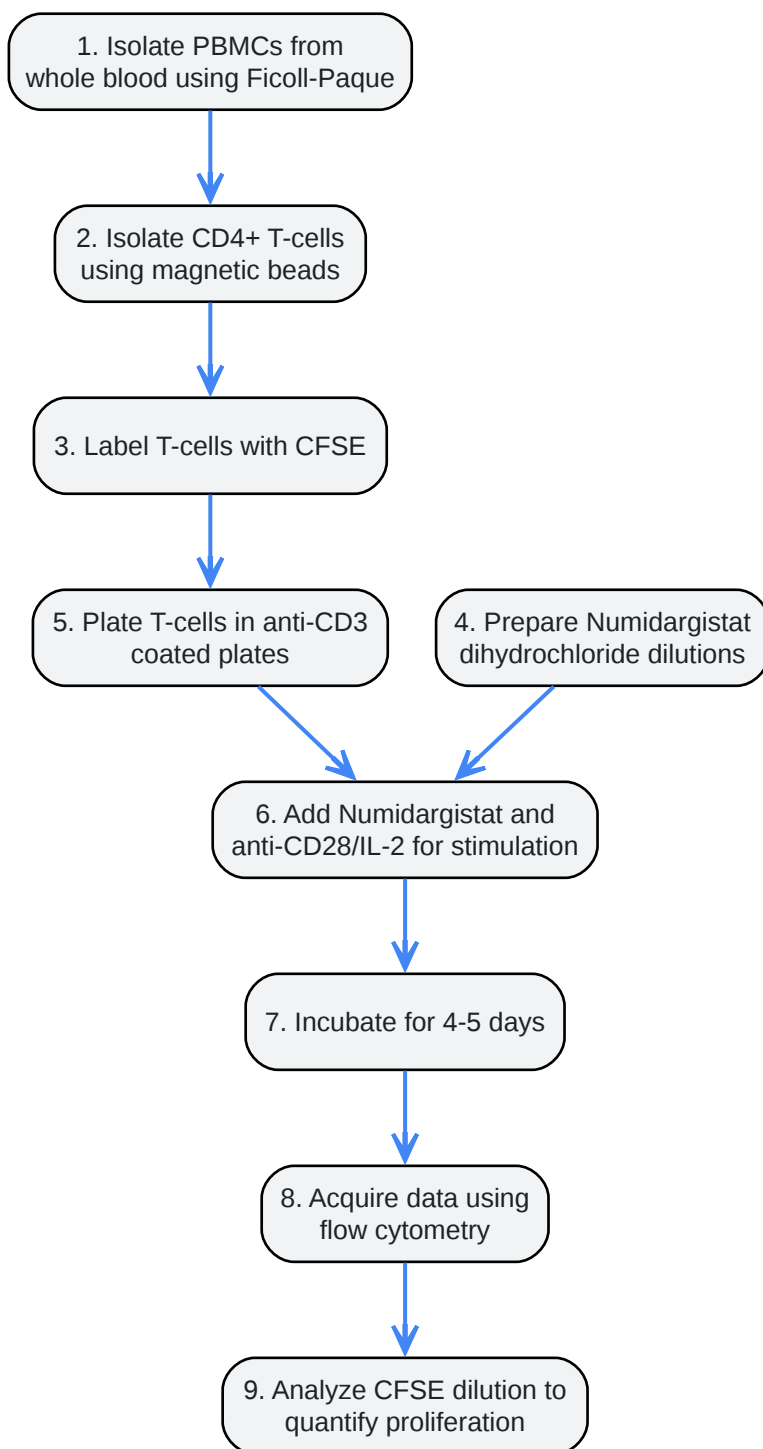 1. Isolate PBMCs from
whole blood using Ficoll-Paque
2. Isolate CD4+ T-cells
using magnetic beads
3. Label T-cells with CFSE
5. Plate T-cells in anti-CD3
coated plates
4. Prepare Numidargistat
dihydrochloride dilutions
6. Add Numidargistat and
anti-CD28/IL-2 for stimulation
7. Incubate for 4-5 days
8. Acquire data using
flow cytometry
9. Analyze CFSE dilution to
quantify proliferation